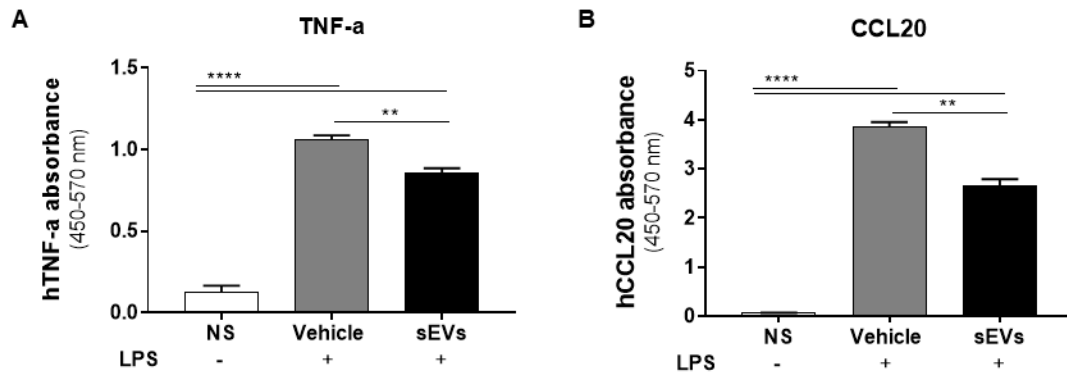 A
TNF-a
hTNF-a absorbance
(450-570 nm)
1.5
1.0
0.5
0.0
****
**
NS Vehicle sEVs
LPS - + +
B
CCL20
hCCL20 absorbance
(450-570 nm)
5
4
3
2
1
0
****
**
NS Vehicle sEVs
LPS - + +